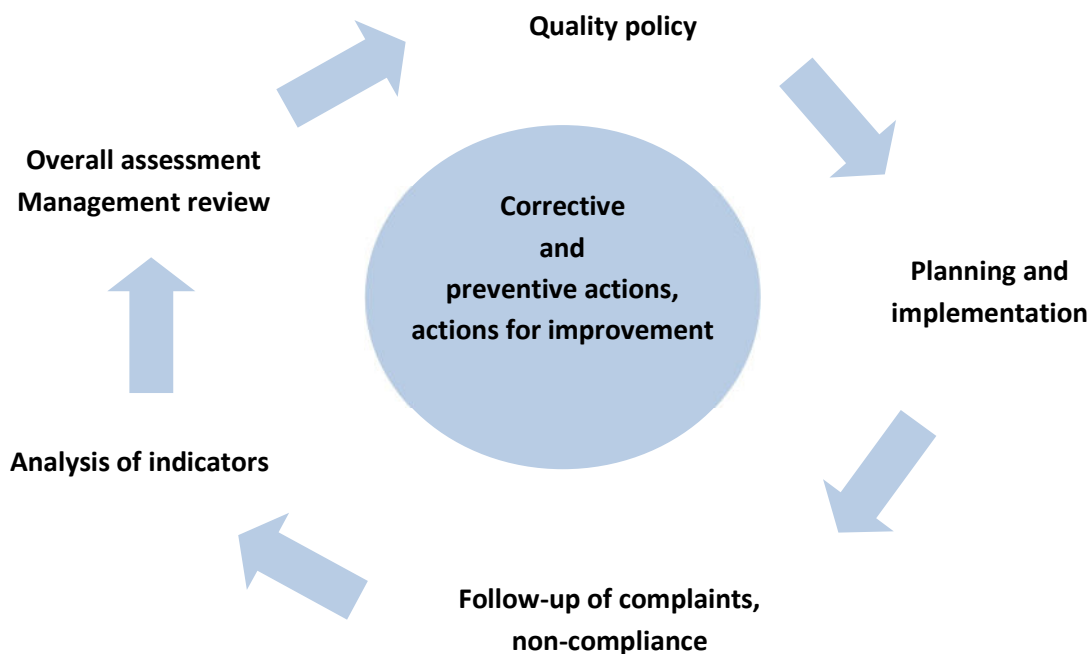 Quality policy
Overall assessment
Management review
Corrective
and
preventive actions,
actions for improvement
Planning and
implementation
Analysis of indicators
Follow-up of complaints,
non-compliance